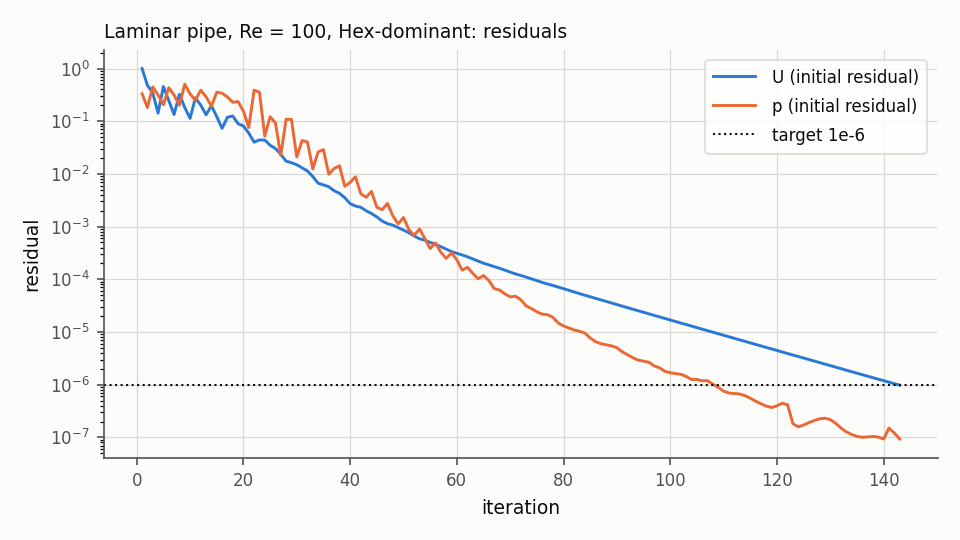 Laminar pipe, Re = 100, Hex-dominant: residuals
U (initial residual)
p (initial residual)
target 1e-6
residual
10⁰
10⁻¹
10⁻²
10⁻³
10⁻⁴
10⁻⁵
10⁻⁶
10⁻⁷
0 20 40 60 80 100 120 140
iteration